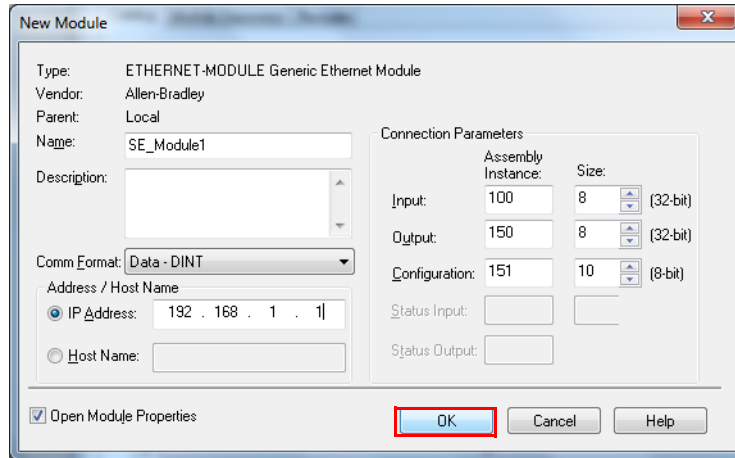 New Module
Type: ETHERNET-MODULE Generic Ethernet Module
Vendor: Allen-Bradley
Parent: Local
Name: SE_Module1
Description:
Comm Format: Data - DINT
Address / Host Name
IP Address: 192 . 168 . 1 . 1
Host Name:
Connection Parameters
Assembly Instance: Size:
Input: 100 8 (32-bit)
Output: 150 8 (32-bit)
Configuration: 151 10 (8-bit)
Status Input:
Status Output:
Open Module Properties
OK Cancel Help